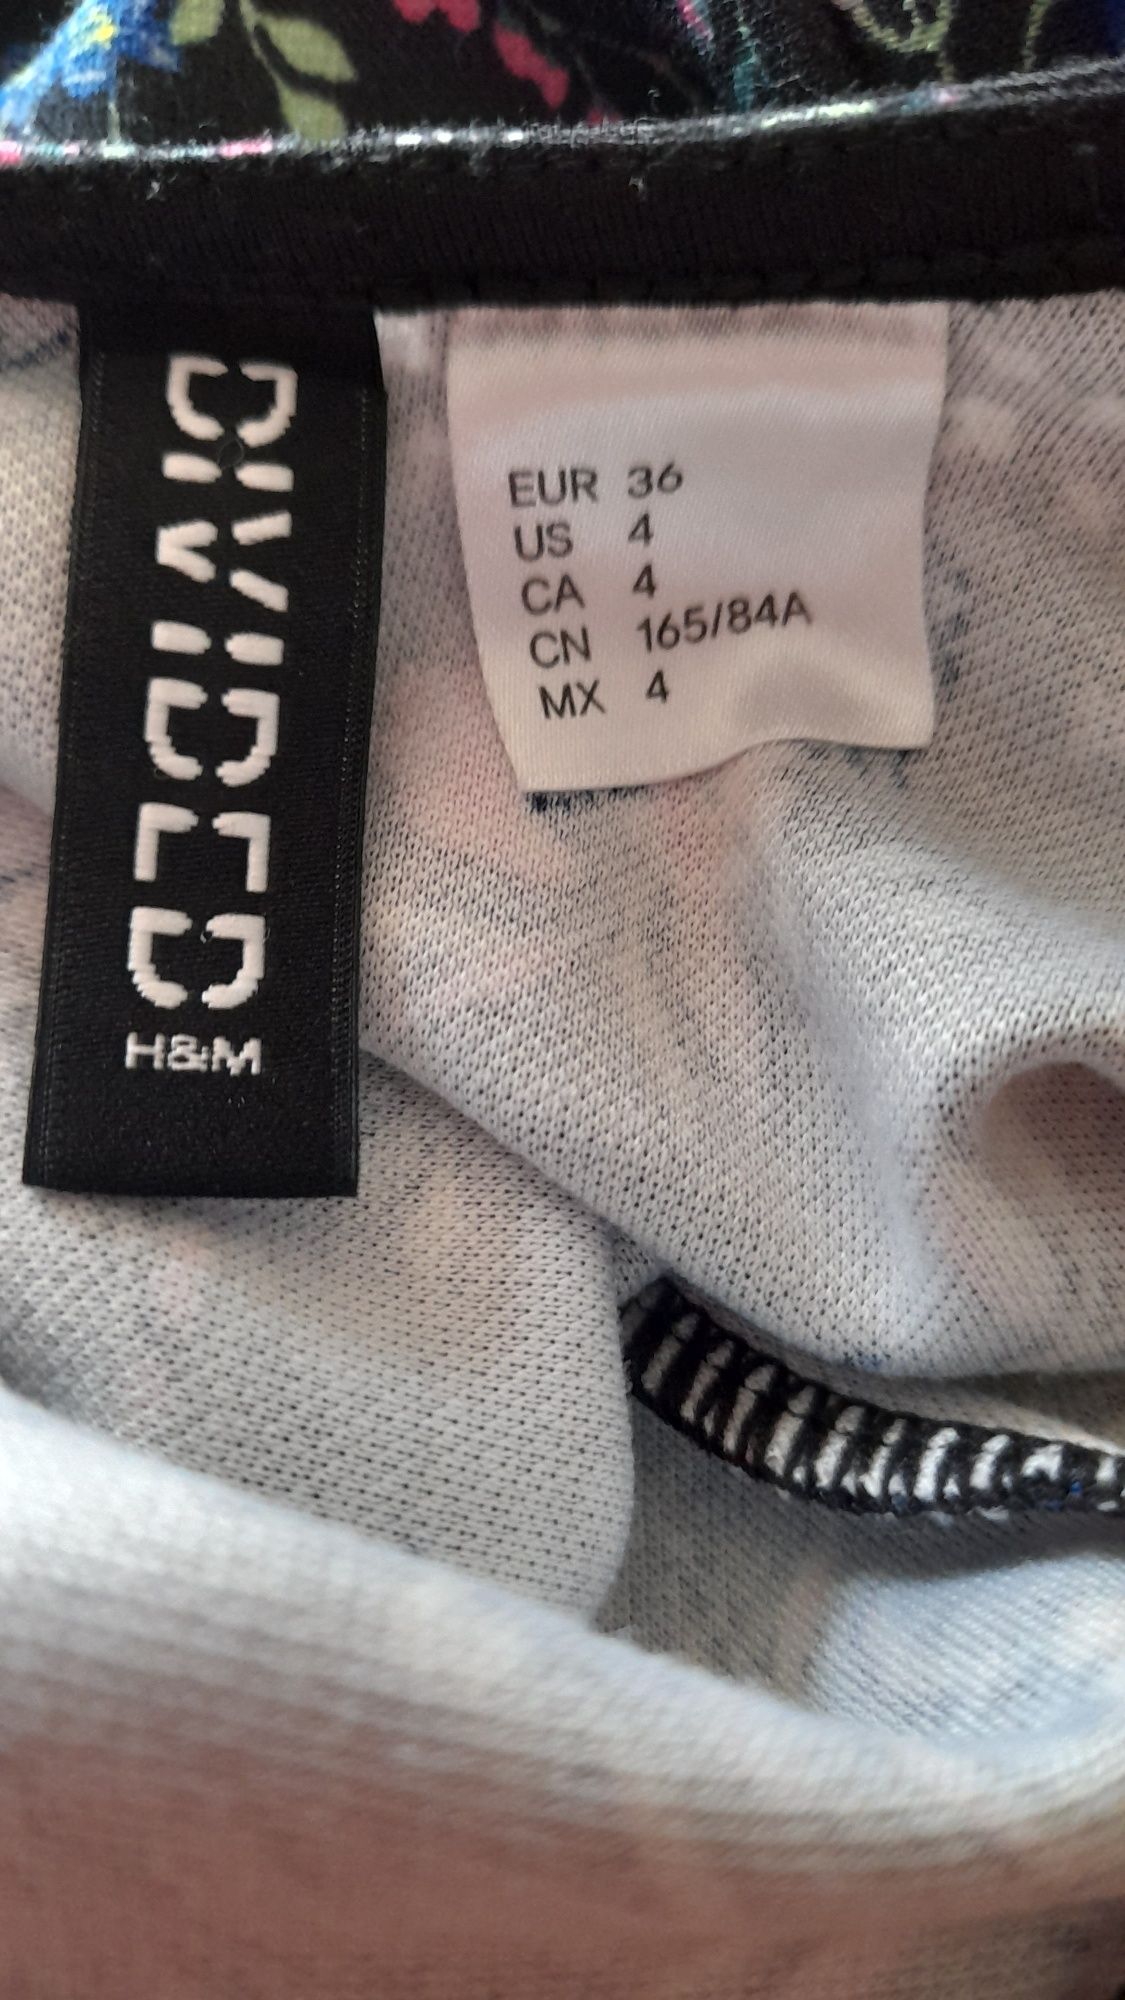 DIVIDED
H&M
EUR 36
US 4
CA 4
CN 165/84A
MX 4